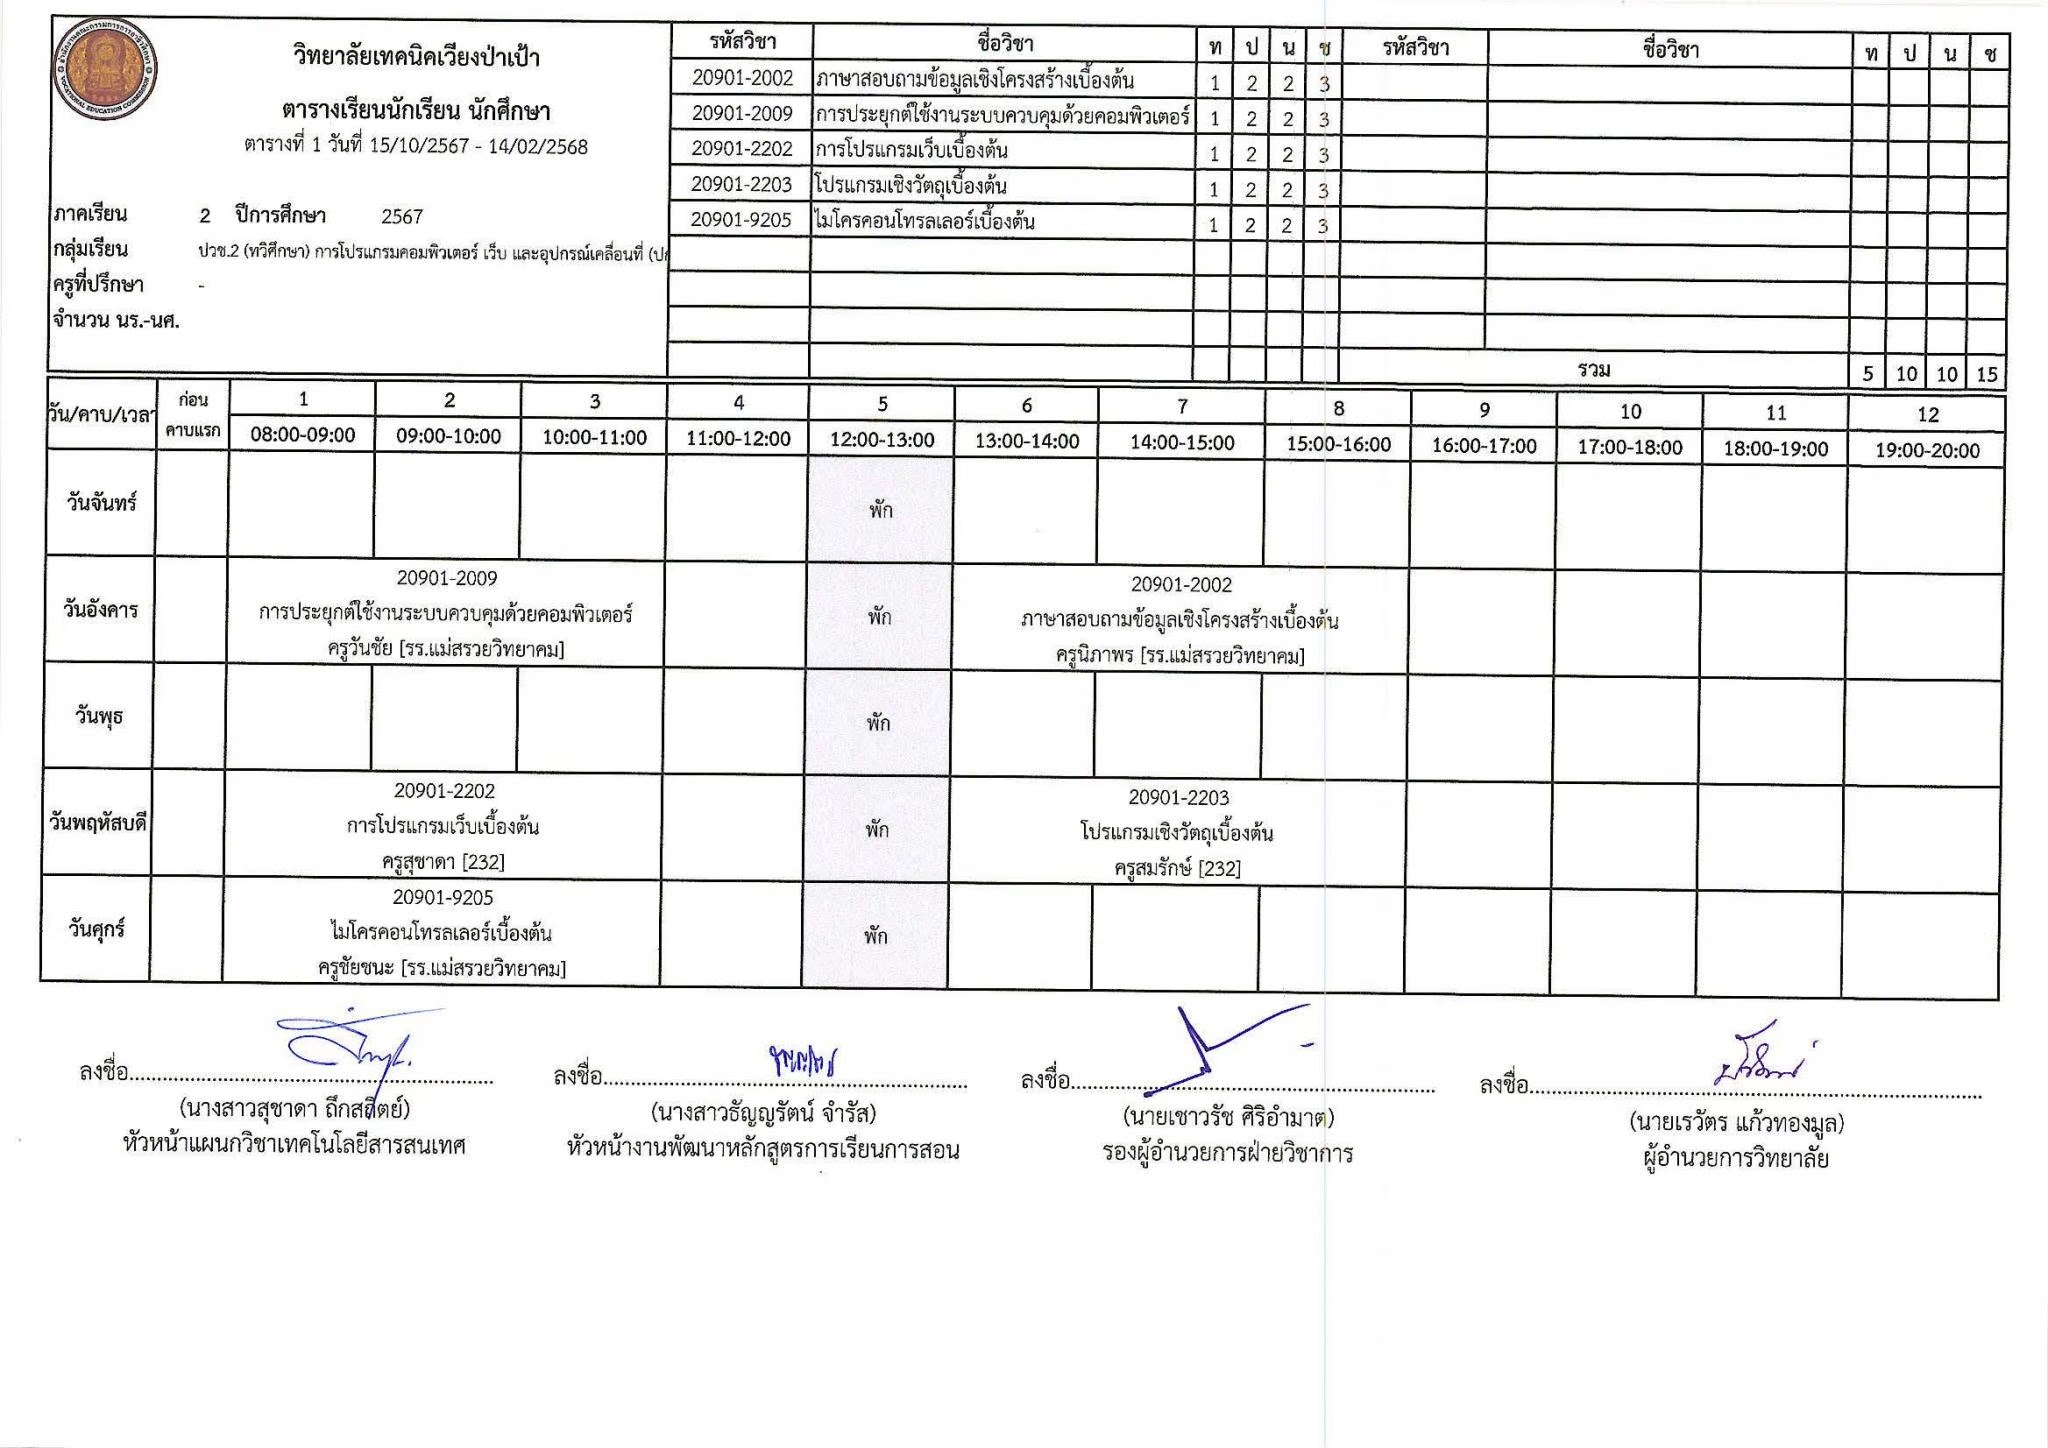 วิทยาลัยเทคนิคเวียงป่าเป้า
ตารางเรียนนักเรียน นักศึกษา
ตารางที่ 1 วันที่ 15/10/2567 - 14/02/2568
ภาคเรียน 2 ปีการศึกษา 2567
กลุ่มเรียน ปวช.2 (ทวิศึกษา) การโปรแกรมคอมพิวเตอร์ เว็บ และอุปกรณ์เคลื่อนที่
ครูที่ปรึกษา -
จำนวน นร.-นศ.
รหัสวิชา ชื่อวิชา ท ป น ช รหัสวิชา ชื่อวิชา ท ป น ช
20901-2002 ภาษาสอบถามข้อมูลเชิงโครงสร้างเบื้องต้น 1 2 2 3
20901-2009 การประยุกต์ใช้งานระบบควบคุมด้วยคอมพิวเตอร์ 1 2 2 3
20901-2202 การโปรแกรมเว็บเบื้องต้น 1 2 2 3
20901-2203 โปรแกรมเชิงวัตถุเบื้องต้น 1 2 2 3
20901-9205 ไมโครคอนโทรลเลอร์เบื้องต้น 1 2 2 3
รวม 5 10 10 15
วัน/คาบ/เวลา ก่อน 1 2 3 4 5 6 7 8 9 10 11 12
คาบแรก 08:00-09:00 09:00-10:00 10:00-11:00 11:00-12:00 12:00-13:00 13:00-14:00 14:00-15:00 15:00-16:00 16:00-17:00 17:00-18:00 18:00-19:00 19:00-20:00
วันจันทร์ พัก
20901-2009 20901-2002
วันอังคาร การประยุกต์ใช้งานระบบควบคุมด้วยคอมพิวเตอร์ พัก ภาษาสอบถามข้อมูลเชิงโครงสร้างเบื้องต้น
ครูวันชัย [รร.แม่สรวยวิทยาคม] ครูนิภาพร [รร.แม่สรวยวิทยาคม]
วันพุธ พัก
20901-2202 20901-2203
วันพฤหัสบดี การโปรแกรมเว็บเบื้องต้น พัก โปรแกรมเชิงวัตถุเบื้องต้น
ครูสุชาดา [232] ครูสมรักษ์ [232]
20901-9205
วันศุกร์ ไมโครคอนโทรลเลอร์เบื้องต้น พัก
ครูชัยชนะ [รร.แม่สรวยวิทยาคม]
ลงชื่อ ลงชื่อ ลงชื่อ ลงชื่อ
(นางสาวสุชาดา ถึกสถิตย์) (นางสาวธัญญรัตน์ จำรัส) (นายเชาวรัช ศิริอำมาต) (นายเรวัตร แก้วทองมูล)
หัวหน้าแผนกวิชาเทคโนโลยีสารสนเทศ หัวหน้างานพัฒนาหลักสูตรการเรียนการสอน รองผู้อำนวยการฝ่ายวิชาการ ผู้อำนวยการวิทยาลัย